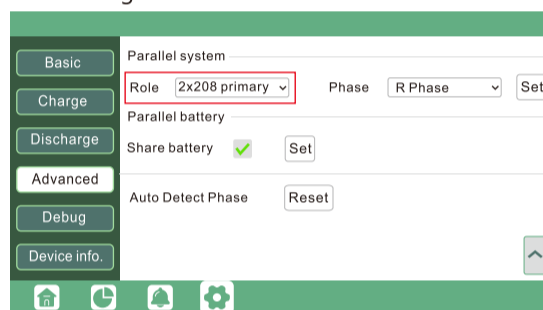 Basic
Charge
Discharge
Advanced
Debug
Device info.
Parallel system
Role 2x208 primary Phase R Phase Set
Parallel battery
Share battery Set
Auto Detect Phase Reset